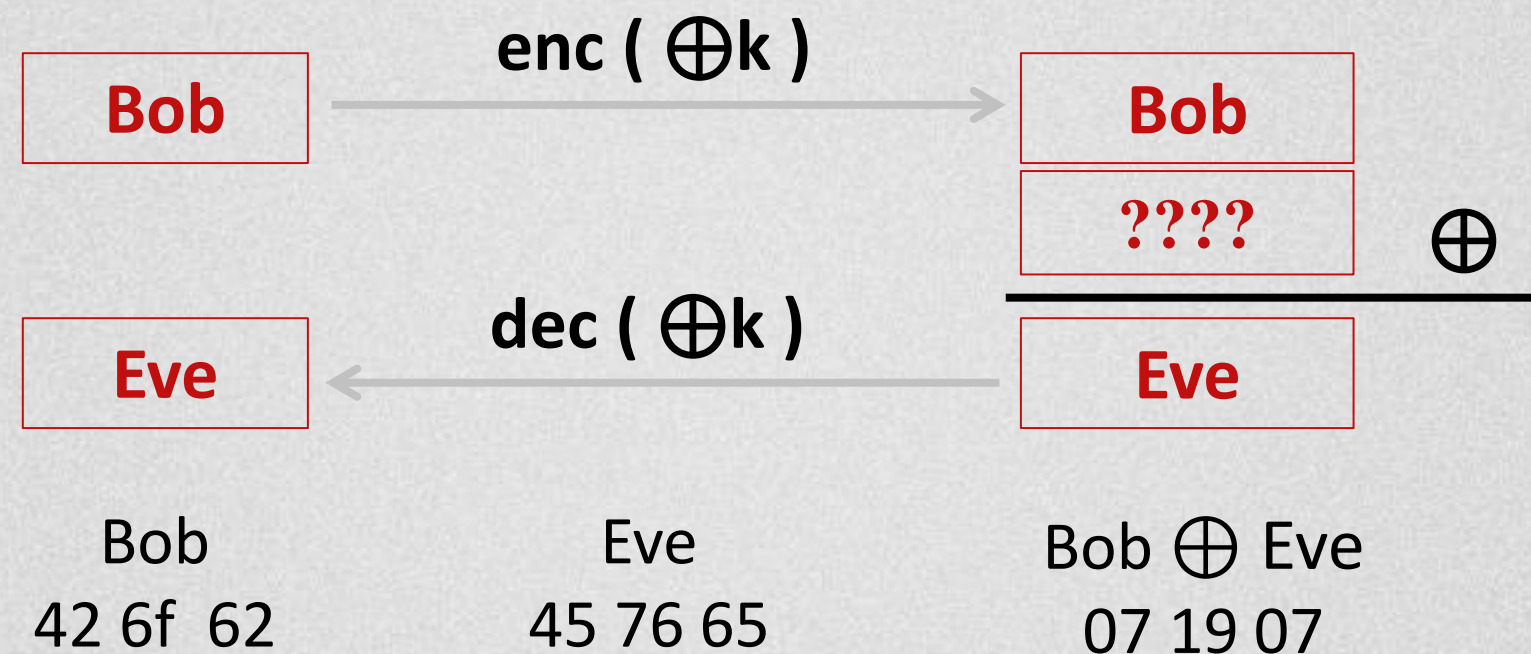 enc ( ⊕k )
Bob
Bob
????
⊕
dec ( ⊕k )
Eve
Eve
Bob
Eve
Bob ⊕ Eve
42 6f 62
45 76 65
07 19 07